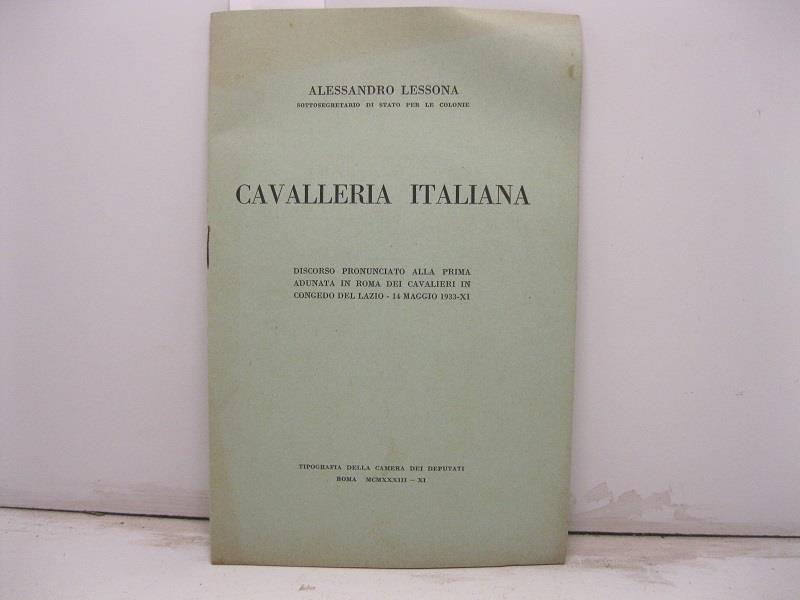 ALESSANDRO LESSONA
SOTTOSEGRETARIO DI STATO PER LE COLONIE
CAVALLERIA ITALIANA
DISCORSO PRONUNCIATO ALLA PRIMA
ADUNATA IN ROMA DEI CAVALIERI IN
CONGEDO DEL LAZIO - 14 MAGGIO 1933-XI
TIPOGRAFIA DELLA CAMERA DEI DEPUTATI
ROMA MCMXXXIII — XI